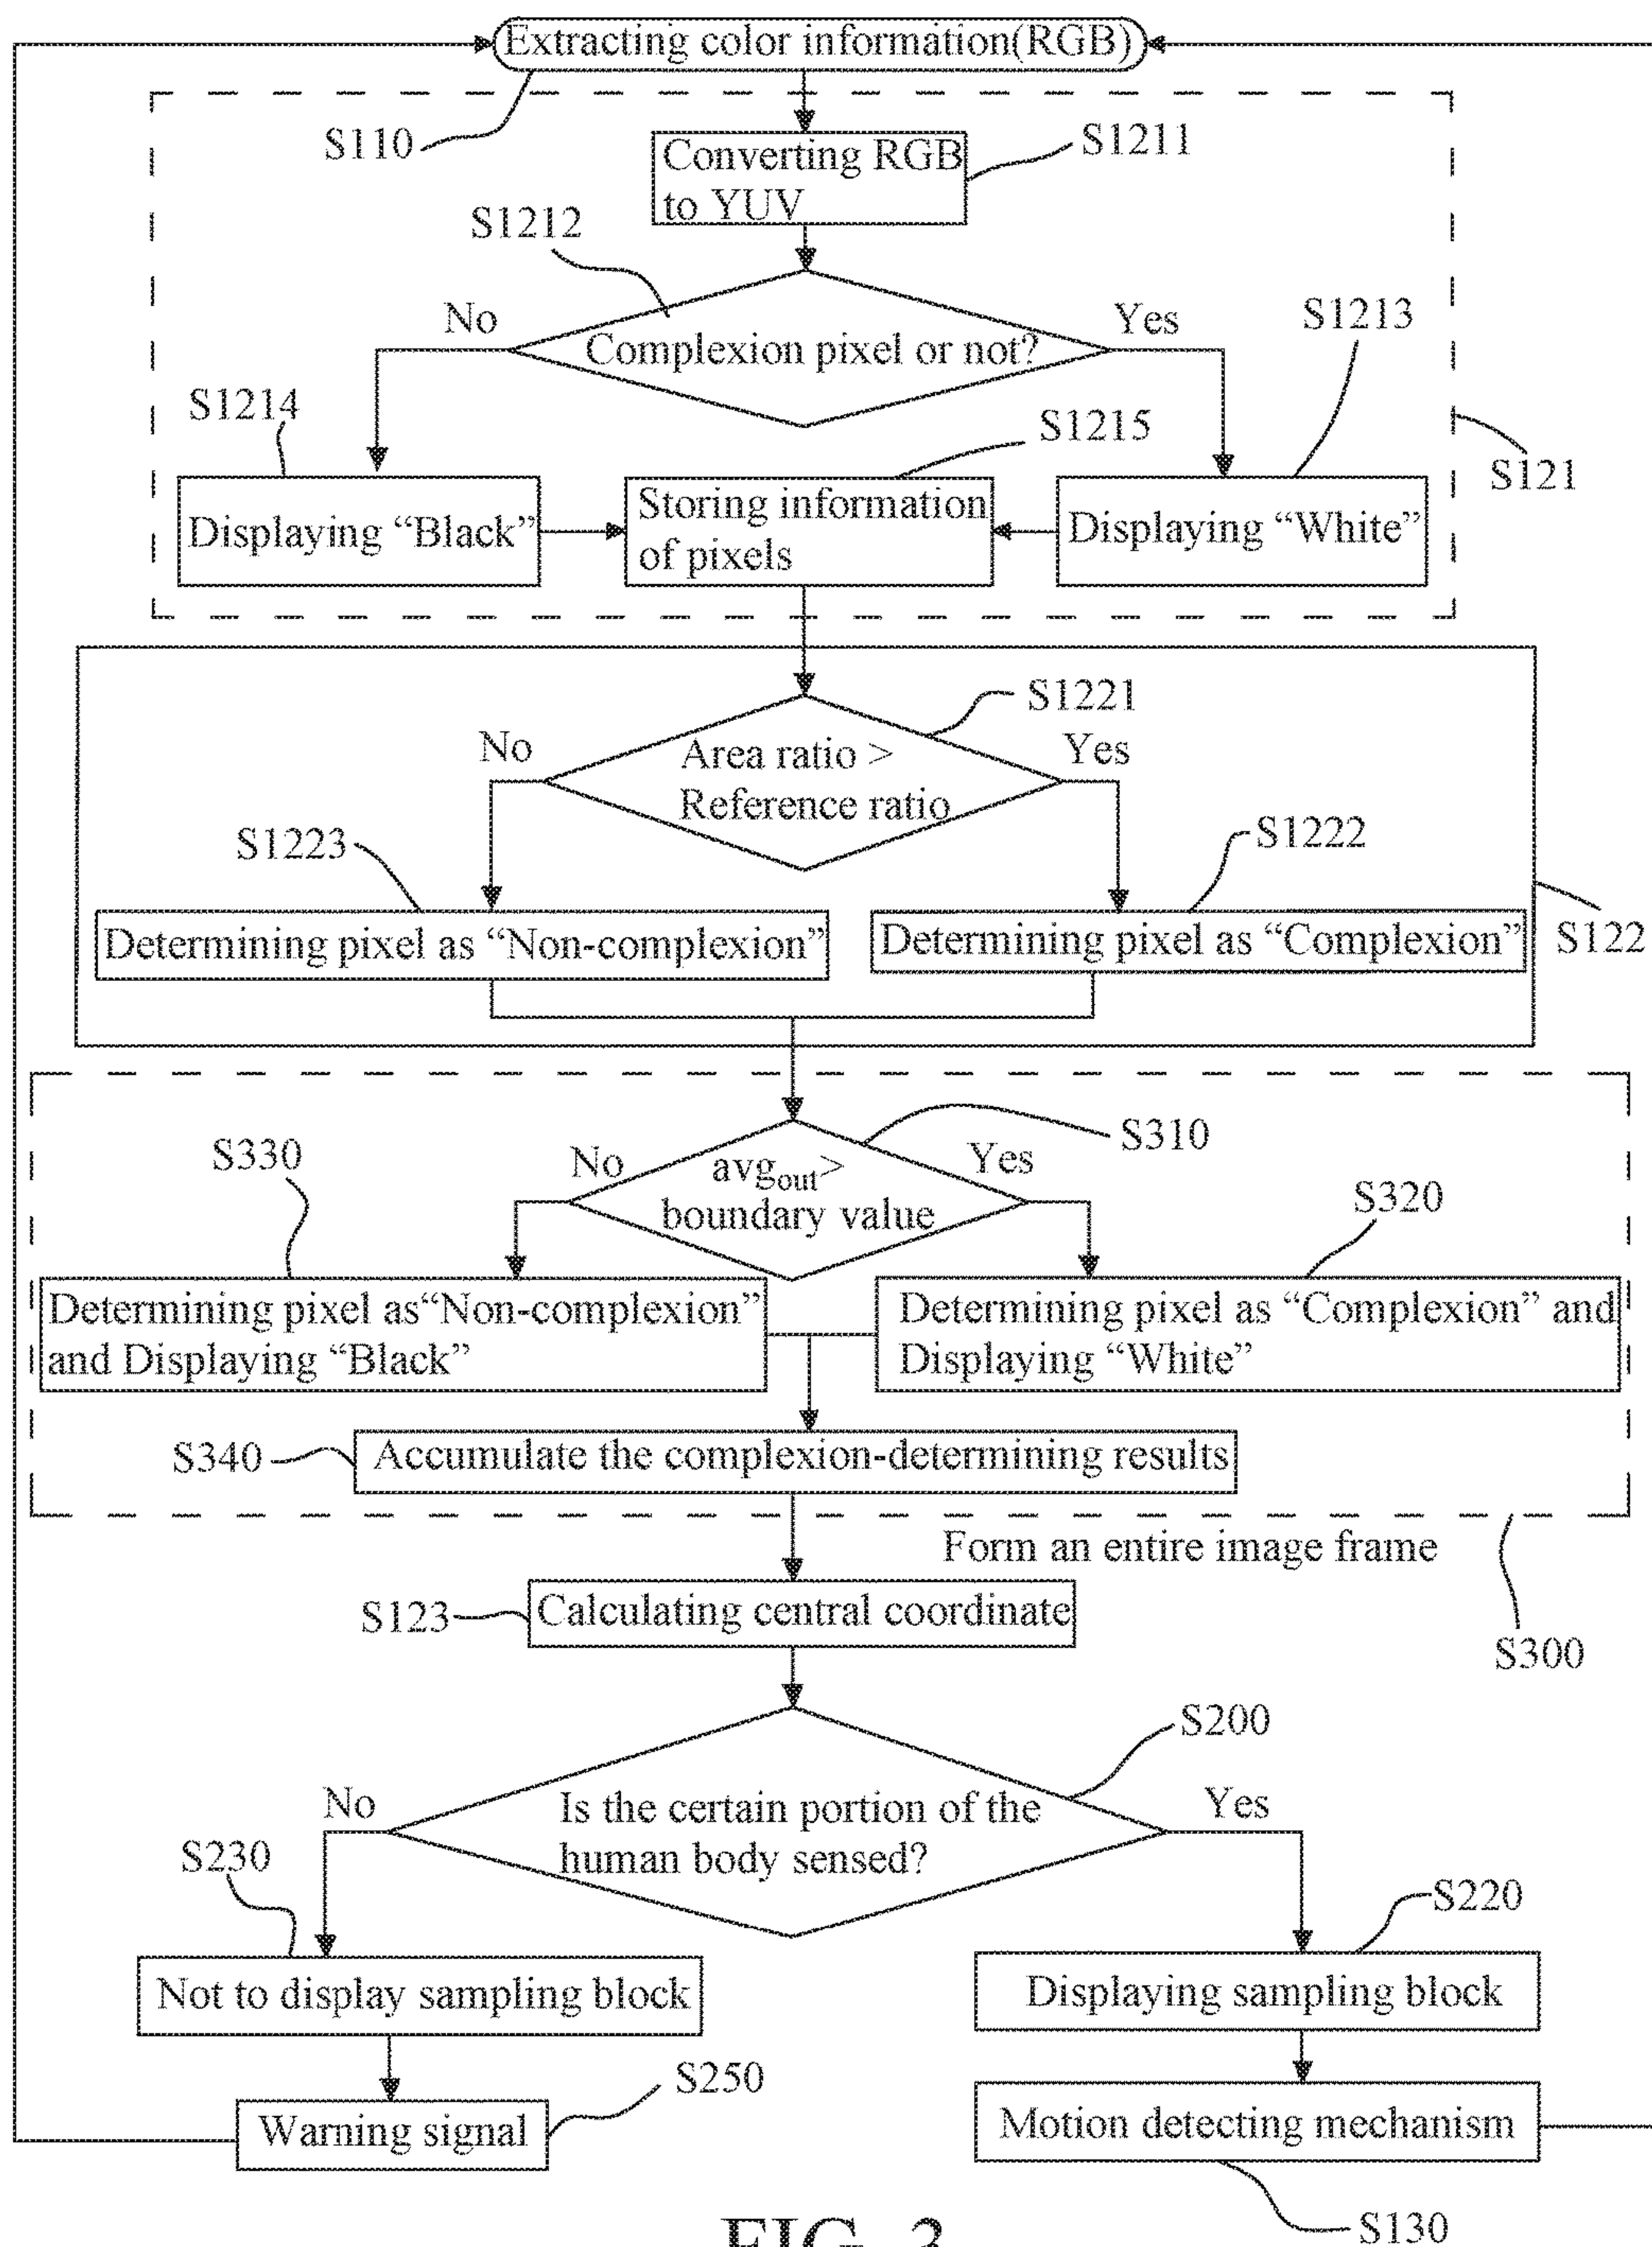 Extracting color information(RGB)
S110
Converting RGB
to YUV
S1211
S1212
No
Complexion pixel or not?
Yes
S1213
S1214
S1215
Displaying “Black”
Storing information
of pixels
Displaying “White”
S121
S1221
No
Area ratio >
Reference ratio
Yes
S1223
S1222
Determining pixel as “Non-complexion”
Determining pixel as “Complexion”
S122
S310
S330
No
avgout>
boundary value
Yes
S320
Determining pixel as“Non-complexion”
and Displaying “Black”
Determining pixel as “Complexion” and
Displaying “White”
S340
Accumulate the complexion-determining results
Form an entire image frame
S123
Calculating central coordinate
S300
S200
No
Is the certain portion of the
human body sensed?
Yes
S230
S220
Not to display sampling block
Displaying sampling block
S250
Warning signal
Motion detecting mechanism
S130
FIG. 3